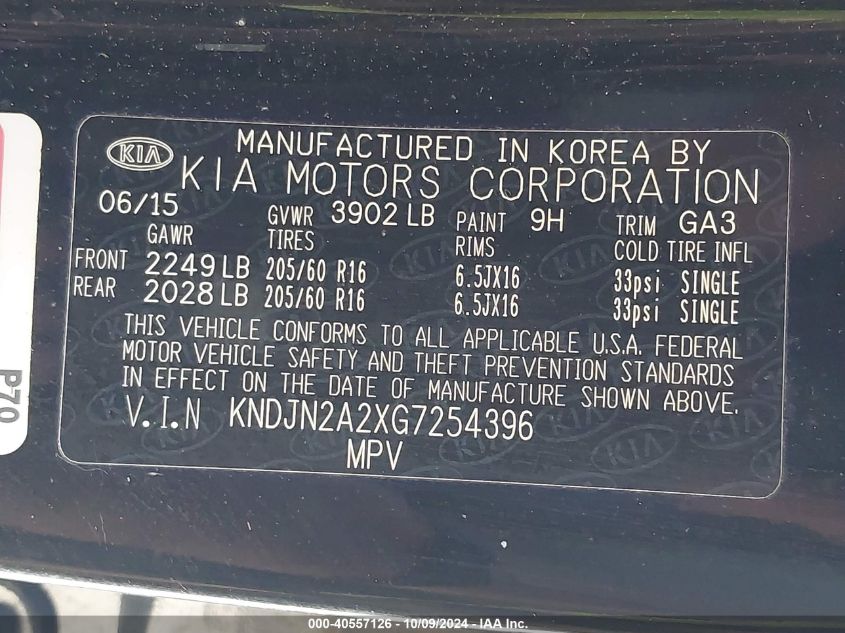 KIA
MANUFACTURED IN KOREA BY
KIA MOTORS CORPORATION
06/15 GVWR 3902 LB PAINT 9H TRIM GA3
GAWR TIRES RIMS COLD TIRE INFL
FRONT 2249 LB 205/60 R16 6.5JX16 33psi SINGLE
REAR 2028 LB 205/60 R16 6.5JX16 33psi SINGLE
THIS VEHICLE CONFORMS TO ALL APPLICABLE U.S.A. FEDERAL
MOTOR VEHICLE SAFETY AND THEFT PREVENTION STANDARDS
IN EFFECT ON THE DATE OF MANUFACTURE SHOWN ABOVE.
V.I.N KNDJN2A2XG7254396
MPV
P70
000-40557126 - 10/09/2024 - IAA Inc.